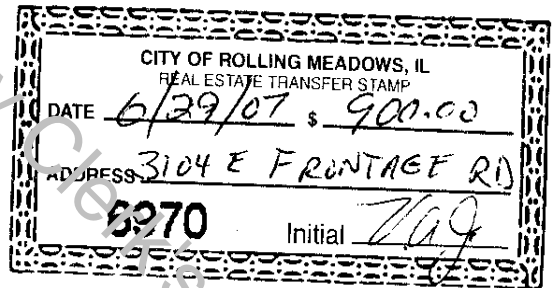 CITY OF ROLLING MEADOWS, IL
REAL ESTATE TRANSFER STAMP
DATE 6/29/07 $ 900.00
ADDRESS 3104 E FRONTAGE RD
6970 Initial
Clerk's